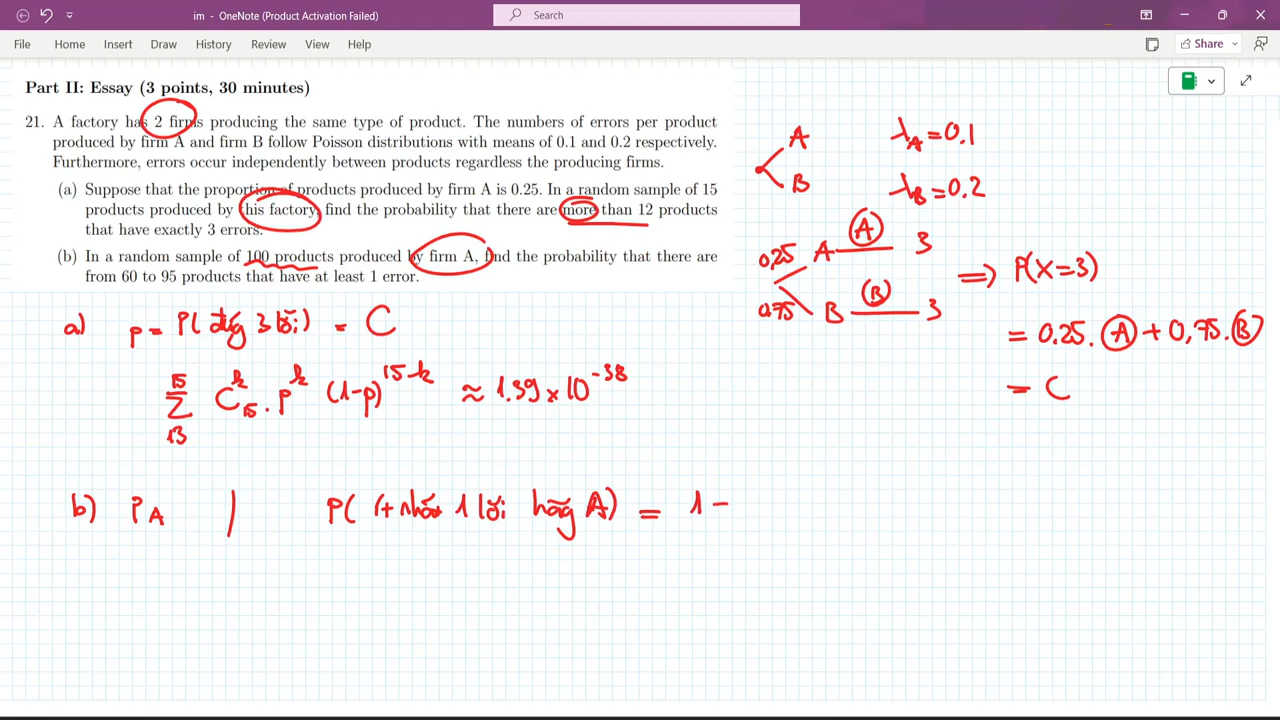 im - OneNote (Product Activation Failed)
Search
File Home Insert Draw History Review View Help
Share
Part II: Essay (3 points, 30 minutes)
21. A factory has 2 firms producing the same type of product. The numbers of errors per product
produced by firm A and firm B follow Poisson distributions with means of 0.1 and 0.2 respectively.
Furthermore, errors occur independently between products regardless the producing firms.
(a) Suppose that the proportion of products produced by firm A is 0.25. In a random sample of 15
products produced by this factory, find the probability that there are more than 12 products
that have exactly 3 errors.
(b) In a random sample of 100 products produced by firm A, find the probability that there are
from 60 to 95 products that have at least 1 error.
A λ_A = 0.1
B λ_B = 0.2
0,25 A (A) 3
0.75 B (B) 3
=> P(X=3)
= 0.25. (A) + 0,75. (B)
= C
a) p = P( đúng 3 lỗi ) = C
15 ∑ 13 C_15^k . p^k (1-p)^{15-k} ≈ 1.39 × 10^{-38}
b) P_A | P( ít nhất 1 lỗi hãng A) = 1 -